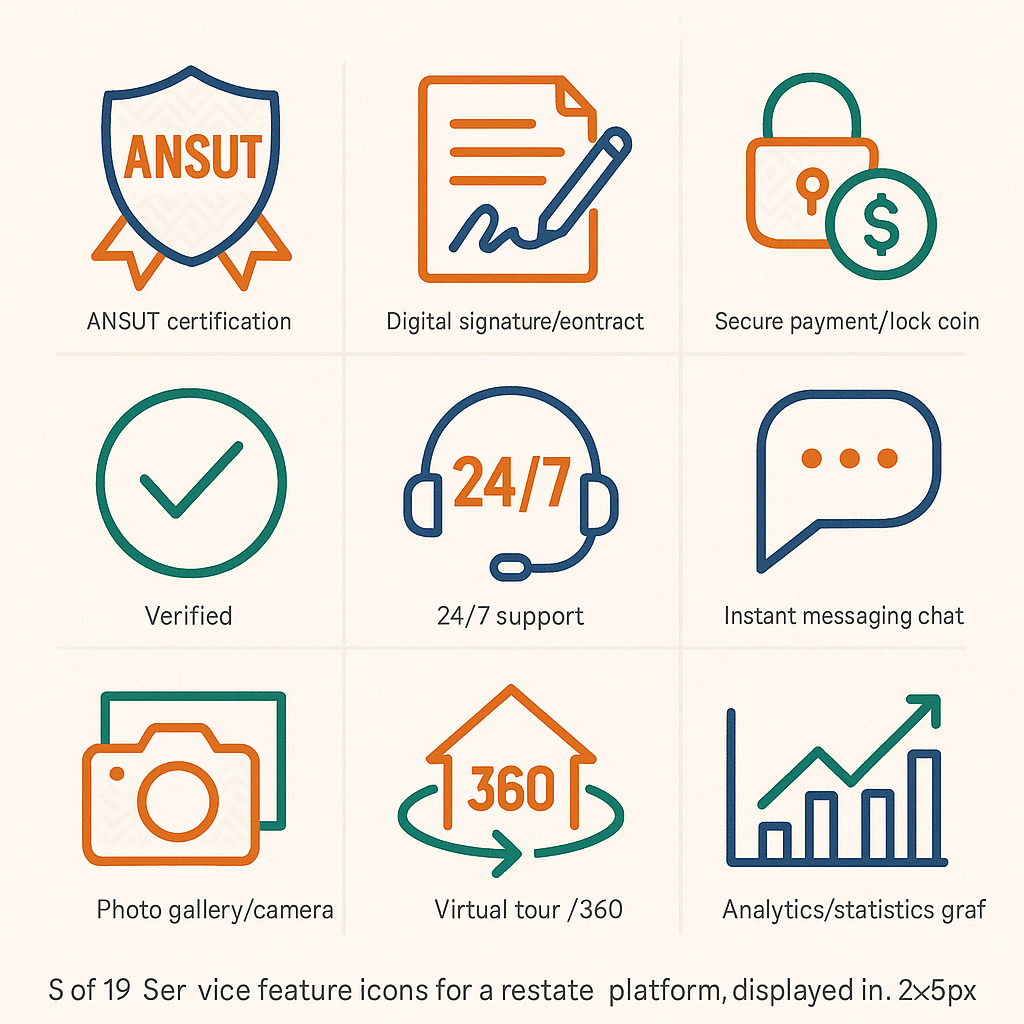 ANSUT
ANSUT certification
Digital signature/eontract
$
Secure payment/lock coin
Verified
24/7
24/7 support
Instant messaging chat
Photo gallery/camera
360
Virtual tour /360
Analytics/statistics graf
S of 19 Ser vice feature icons for a restate platform, displayed in. 2×5px